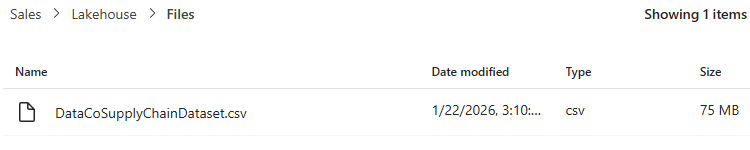 Sales > Lakehouse > Files Showing 1 items
Name Date modified Type Size
DataCoSupplyChainDataset.csv 1/22/2026, 3:10:... csv 75 MB